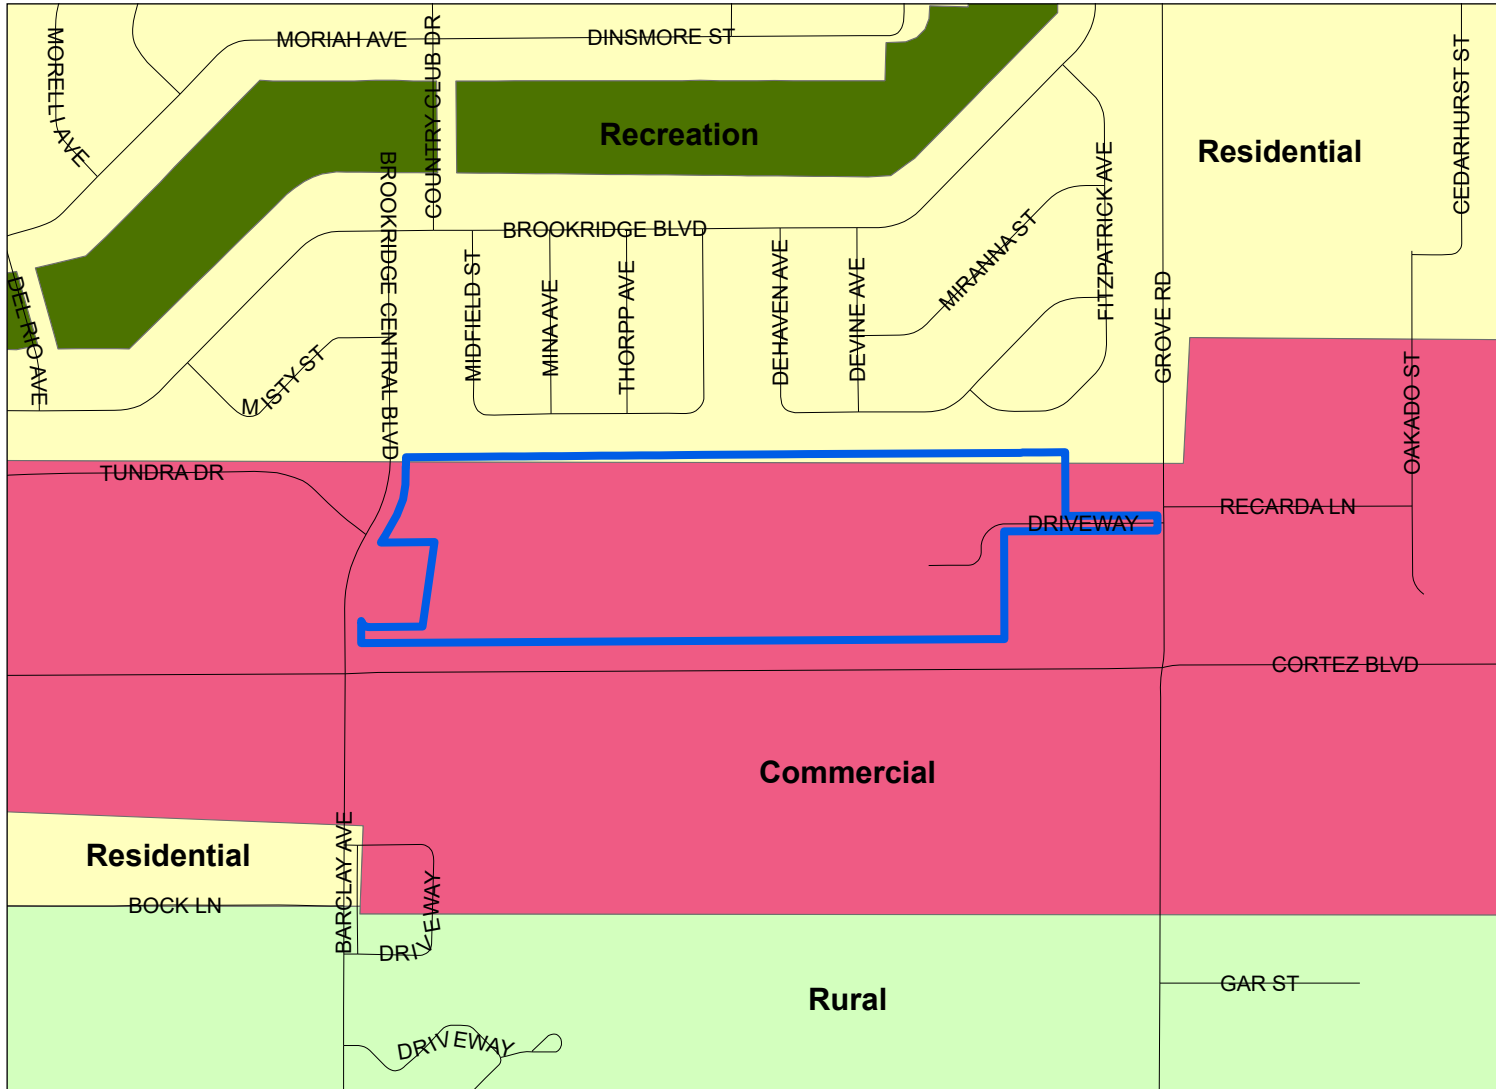 MORELLI AVE
MORIAH AVE
COUNTRY CLUB DR
DINSMORE ST
CEDARHURST ST
Recreation
Residential
BROOKRIDGE CENTRAL BLVD
BROOKRIDGE BLVD
FITZPATRICK AVE
MIRANNA ST
DEL RIO AVE
MISTY ST
MIDFIELD ST
MINA AVE
THORPP AVE
DEHAVEN AVE
DEVINE AVE
GROVE RD
OAKADO ST
TUNDRA DR
RECARDA LN
DRIVEWAY
CORTEZ BLVD
Commercial
Residential
BARCLAY AVE
BOCK LN
DRIVEWAY
GAR ST
Rural
DRIVEWAY